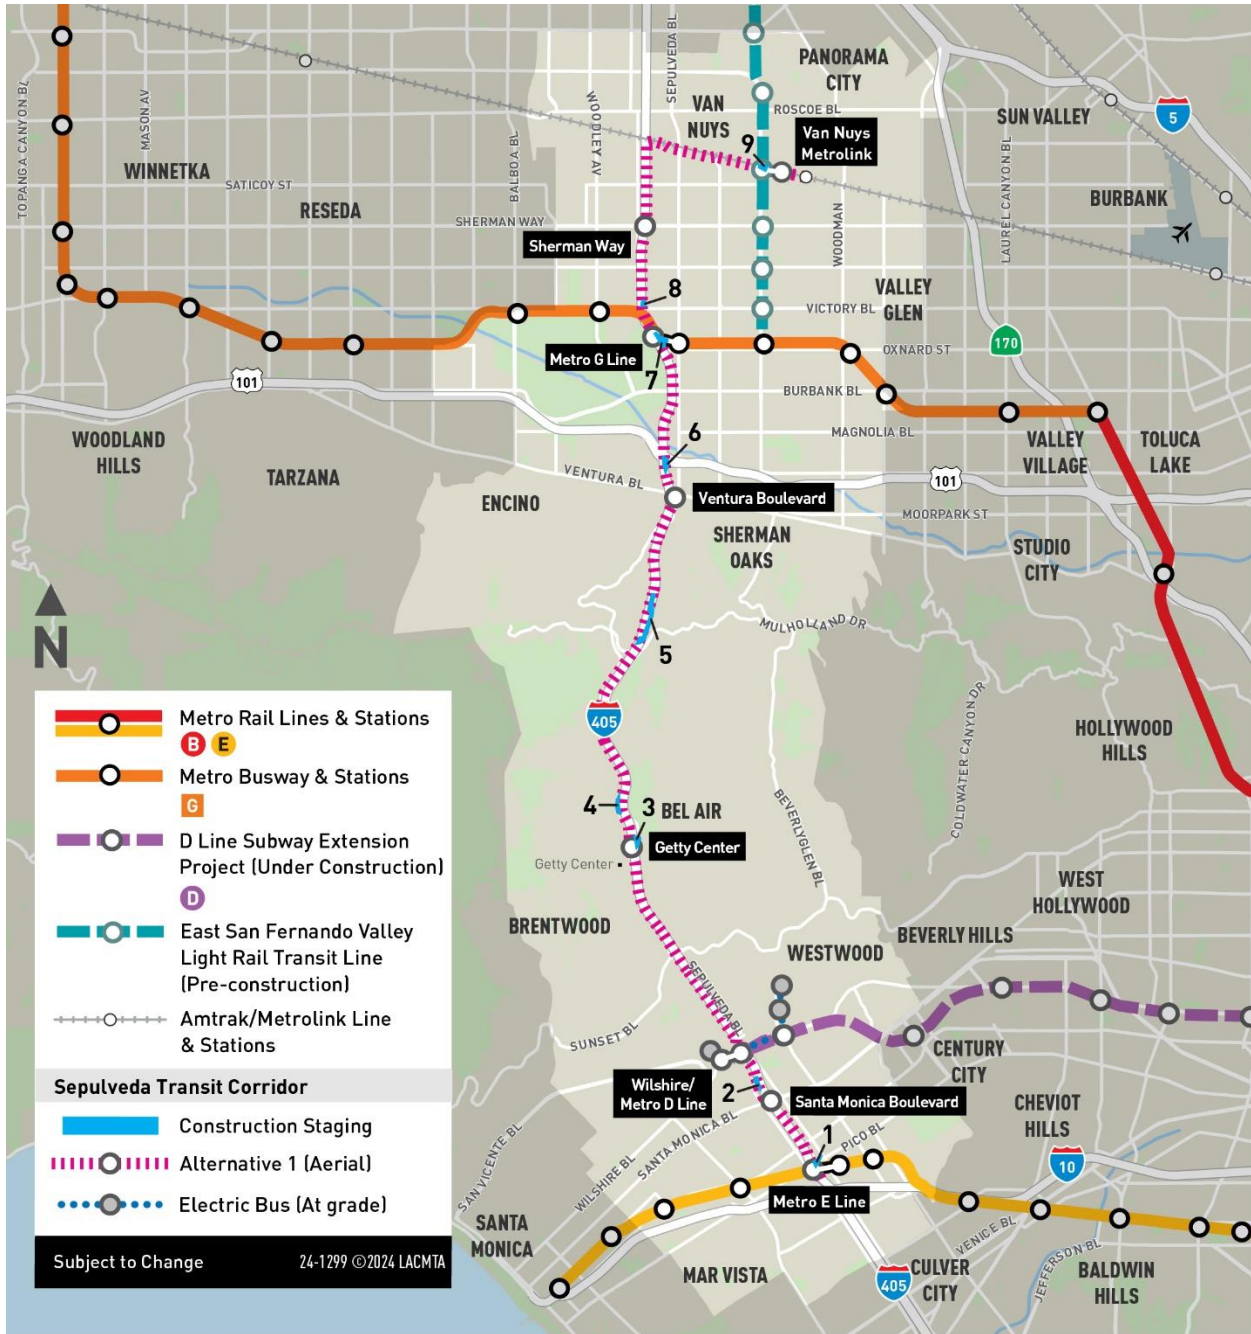 TOPANGA CANYON BL
MASON AV
WINNETKA
SATICOY ST
RESEDA
BALBOA BL
SHERMAN WAY
WOODLEY AV
SEPULVEDA BL
VAN
NUYS
PANORAMA
CITY
ROSCOE BL
9
Van Nuys
Metrolink
SUN VALLEY
5
LAUREL CANYON BL
BURBANK
WOODMAN
Sherman Way
8
VICTORY BL
VALLEY
GLEN
OXNARD ST
170
Metro G Line
7
BURBANK BL
101
MAGNOLIA BL
WOODLAND
HILLS
TARZANA
6
VENTURA BL
ENCINO
Ventura Boulevard
101
VALLEY
VILLAGE
TOLUCA
LAKE
MOORPARK ST
SHERMAN
OAKS
STUDIO
CITY
MULHOLLAND DR
5
N
405
COLDWATER CANYON DR
HOLLYWOOD
HILLS
4
3
BEL AIR
BEVERLYGLEN BL
Getty Center
Getty Center
WEST
HOLLYWOOD
BRENTWOOD
BEVERLY HILLS
WESTWOOD
SEPULVEDA BL
SUNSET BL
CENTURY
CITY
Wilshire/
Metro D Line
2
Santa Monica Boulevard
CHEVIOT
HILLS
SAN VICENTE BL
WILSHIRE BL
SANTA MONICA BL
1
PICO BL
10
Metro E Line
SANTA
MONICA
VENICE BL
JEFFERSON BL
MAR VISTA
405
CULVER
CITY
BALDWIN
HILLS
Metro Rail Lines & Stations
B E
Metro Busway & Stations
G
D Line Subway Extension
Project (Under Construction)
D
East San Fernando Valley
Light Rail Transit Line
(Pre-construction)
Amtrak/Metrolink Line
& Stations
Sepulveda Transit Corridor
Construction Staging
Alternative 1 (Aerial)
Electric Bus (At grade)
Subject to Change
24-1299 ©2024 LACMTA